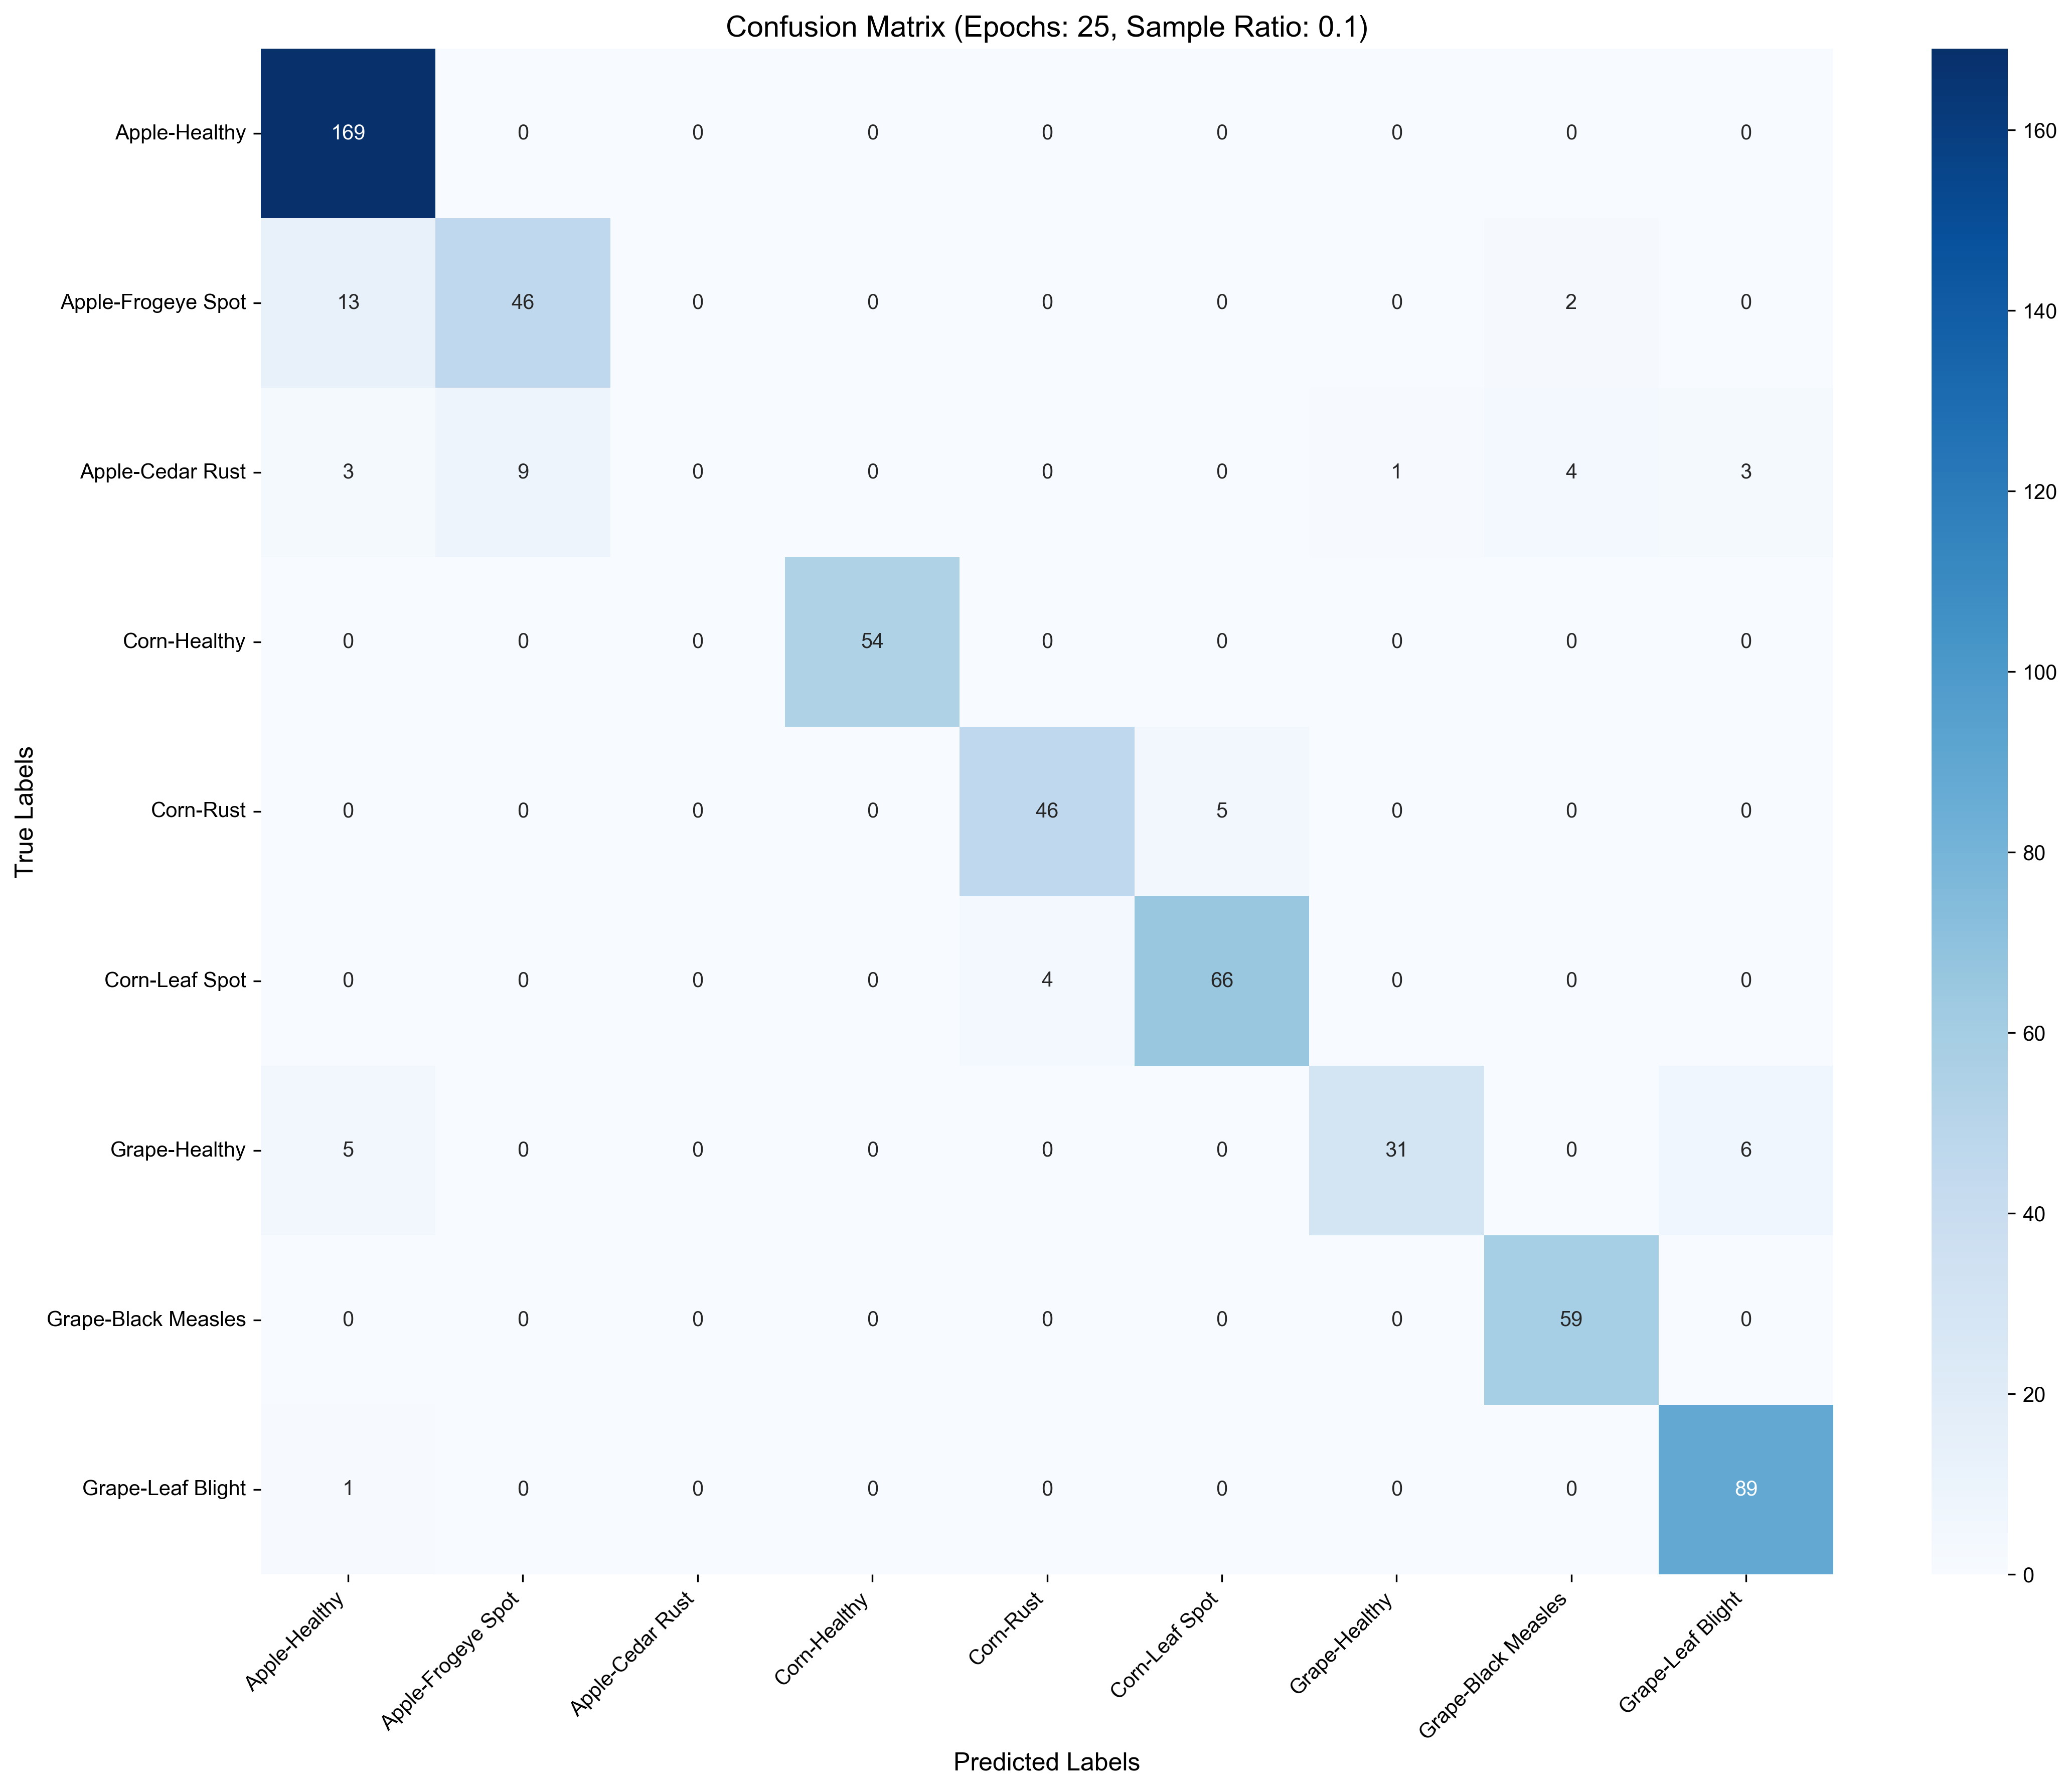 Confusion Matrix (Epochs: 25, Sample Ratio: 0.1)
True Labels
Apple-Healthy 169 0 0 0 0 0 0 0 0
Apple-Frogeye Spot 13 46 0 0 0 0 0 2 0
Apple-Cedar Rust 3 9 0 0 0 0 1 4 3
Corn-Healthy 0 0 0 54 0 0 0 0 0
Corn-Rust 0 0 0 0 46 5 0 0 0
Corn-Leaf Spot 0 0 0 0 4 66 0 0 0
Grape-Healthy 5 0 0 0 0 0 31 0 6
Grape-Black Measles 0 0 0 0 0 0 0 59 0
Grape-Leaf Blight 1 0 0 0 0 0 0 0 89
Apple-Healthy
Apple-Frogeye Spot
Apple-Cedar Rust
Corn-Healthy
Corn-Rust
Corn-Leaf Spot
Grape-Healthy
Grape-Black Measles
Grape-Leaf Blight
Predicted Labels
160
140
120
100
80
60
40
20
0